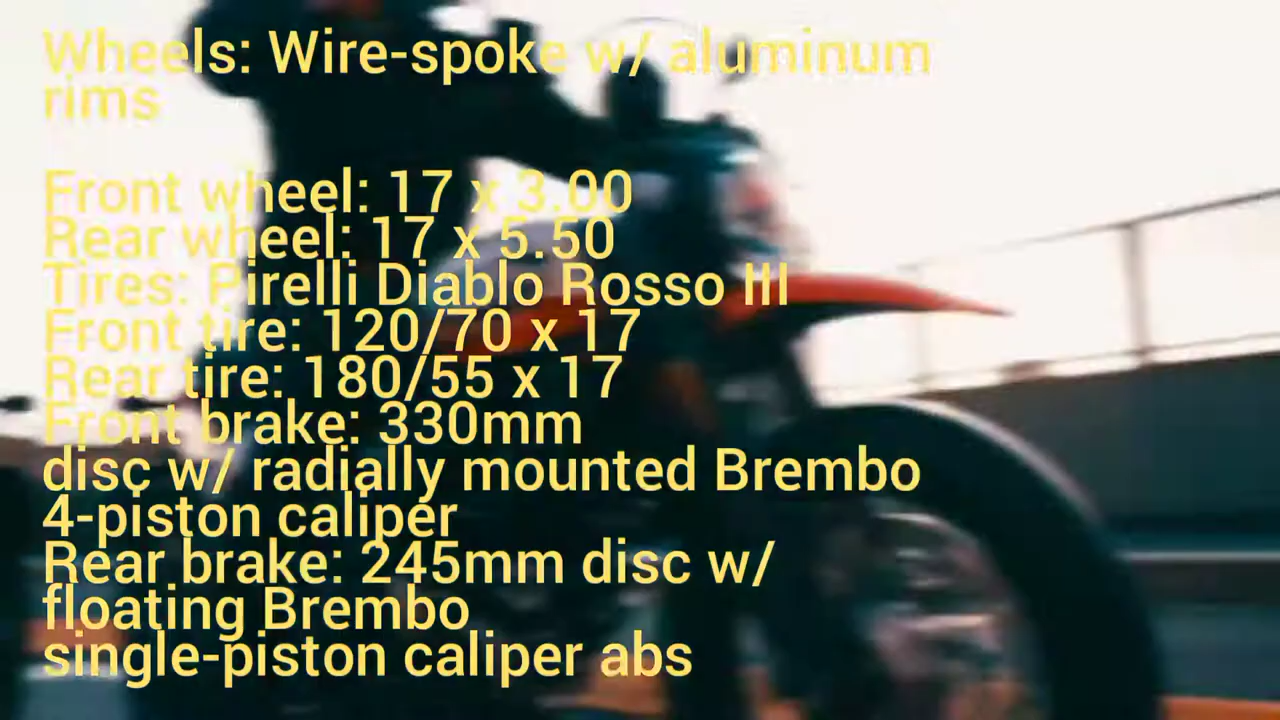 Wheels: Wire-spoke w/ aluminum
rims
Front wheel: 17 x 3.00
Rear wheel: 17 x 5.50
Tires: Pirelli Diablo Rosso III
Front tire: 120/70 x 17
Rear tire: 180/55 x 17
Front brake: 330mm
disc w/ radially mounted Brembo
4-piston caliper
Rear brake: 245mm disc w/
floating Brembo
single-piston caliper abs